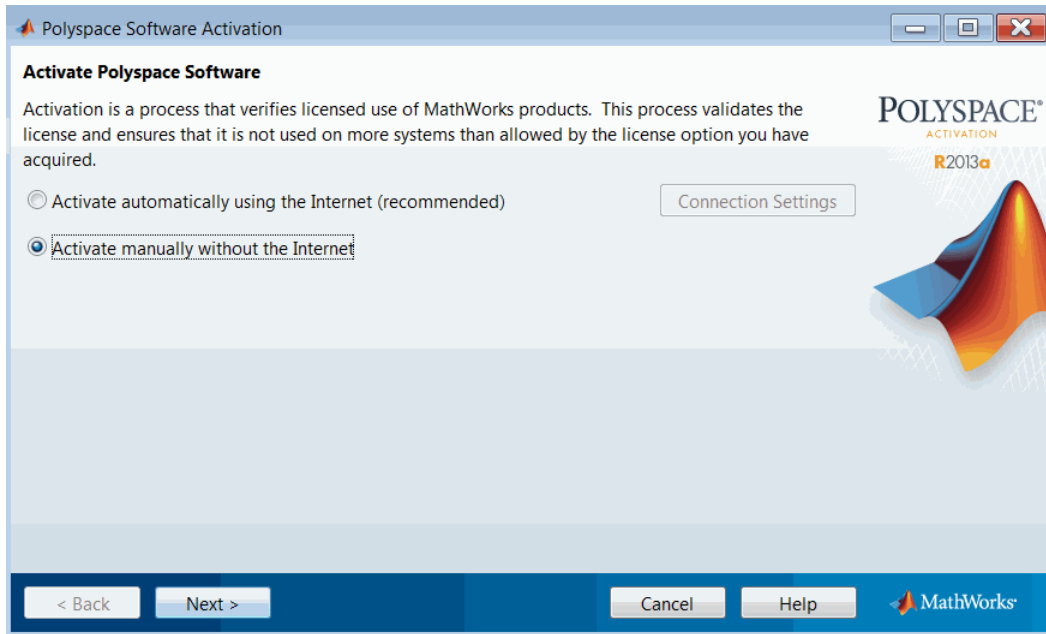 Polyspace Software Activation
Activate Polyspace Software
Activation is a process that verifies licensed use of MathWorks products. This process validates the
license and ensures that it is not used on more systems than allowed by the license option you have
acquired.
POLYSPACE®
ACTIVATION
R2013a
Activate automatically using the Internet (recommended)
Connection Settings
Activate manually without the Internet
< Back
Next >
Cancel
Help
MathWorks®